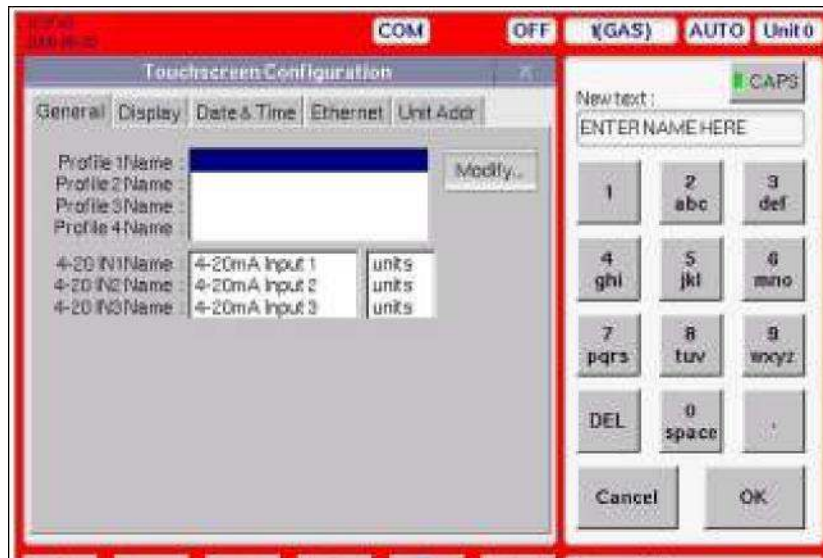 COM
OFF
1(GAS)
AUTO
Unit 0
Touchscreen Configuration
X
General
Display
Date & Time
Ethernet
Unit Addr
Profile 1 Name :
Profile 2 Name :
Profile 3 Name :
Profile 4 Name :
Modify...
4-20 IN1 Name : 4-20mA Input 1 units
4-20 IN2 Name : 4-20mA Input 2 units
4-20 IN3 Name : 4-20mA Input 3 units
CAPS
New text :
ENTER NAME HERE
1
2
abc
3
def
4
ghi
5
jkl
6
mno
7
pqrs
8
tuv
9
wxyz
DEL
0
space
.
Cancel
OK